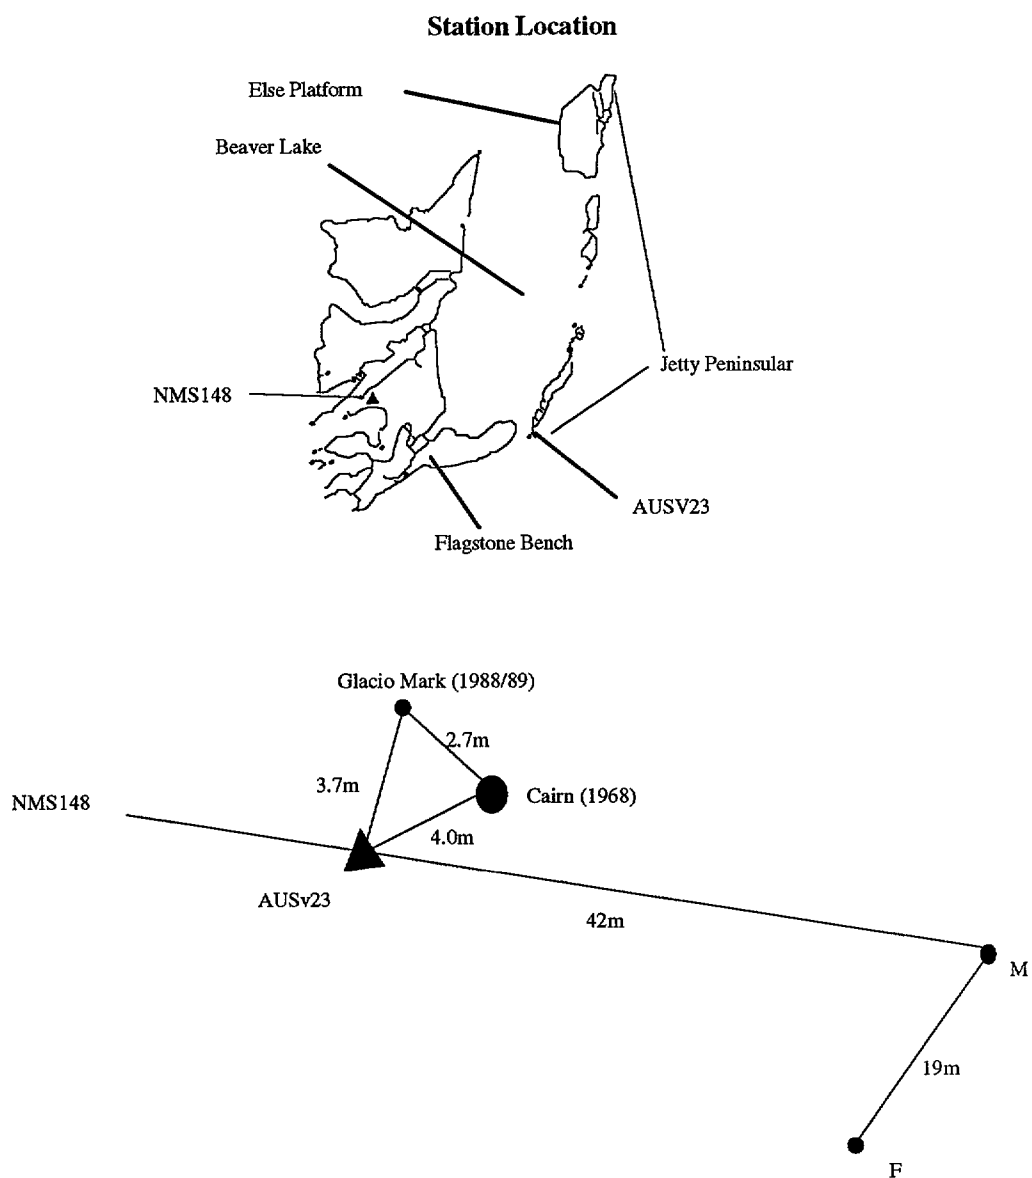 Station Location
Else Platform
Beaver Lake
Jetty Peninsular
NMS148
AUSV23
Flagstone Bench
Glacio Mark (1988/89)
2.7m
3.7m
Cairn (1968)
NMS148
4.0m
AUSv23
42m
M
19m
F